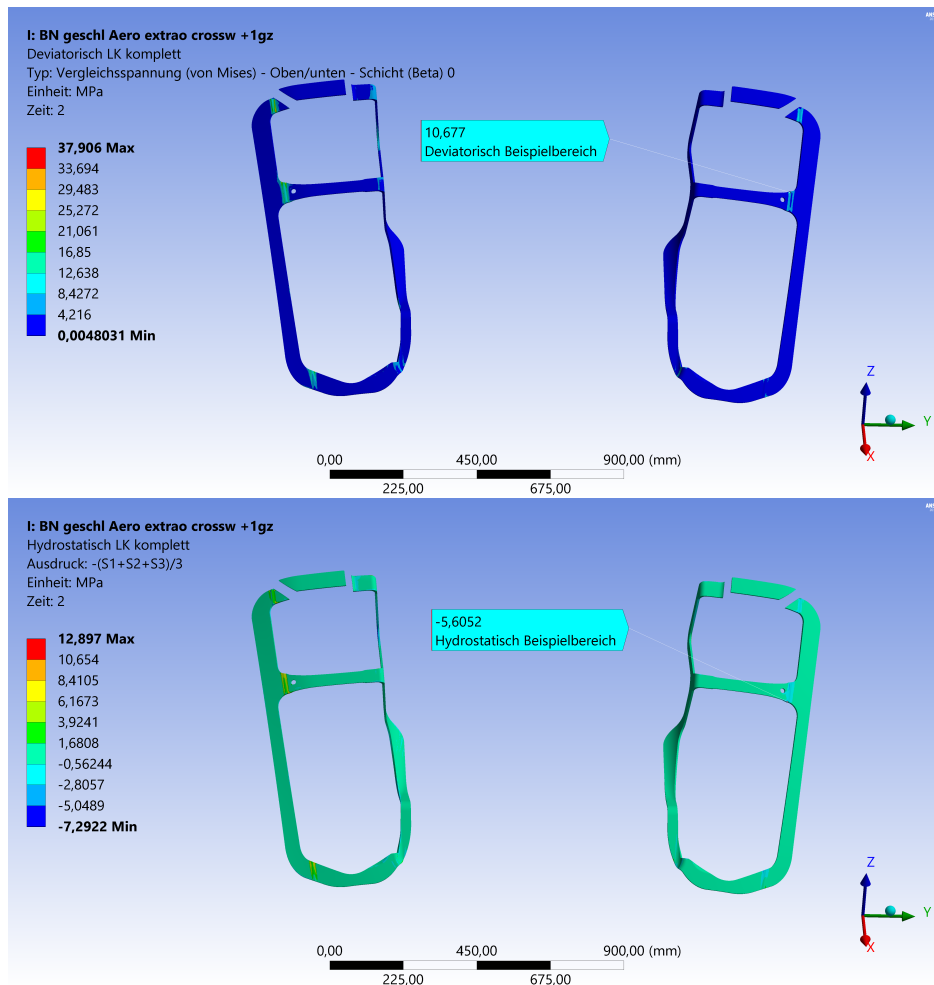 I: BN geschl Aero extrao crossw +1gz
Deviatorisch LK komplett
Typ: Vergleichsspannung (von Mises) - Oben/unten - Schicht (Beta) 0
Einheit: MPa
Zeit: 2
37,906 Max
33,694
29,483
25,272
21,061
16,85
12,638
8,4272
4,216
0,0048031 Min
10,677
Deviatorisch Beispielbereich
Z
Y
X
0,00 450,00 900,00 (mm)
225,00 675,00
I: BN geschl Aero extrao crossw +1gz
Hydrostatisch LK komplett
Ausdruck: -(S1+S2+S3)/3
Einheit: MPa
Zeit: 2
12,897 Max
10,654
8,4105
6,1673
3,9241
1,6808
-0,56244
-2,8057
-5,0489
-7,2922 Min
-5,6052
Hydrostatisch Beispielbereich
Z
Y
X
0,00 450,00 900,00 (mm)
225,00 675,00